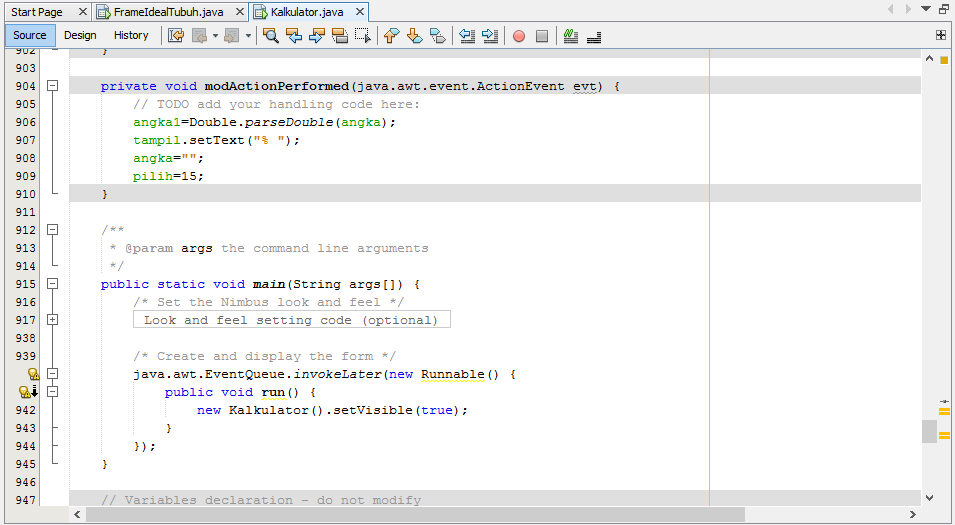 Start Page × FrameIdealTubuh.java × Kalkulator.java ×
Source Design History
902 }
903
904 private void modActionPerformed(java.awt.event.ActionEvent evt) {
905 // TODO add your handling code here:
906 angka1=Double.parseDouble(angka);
907 tampil.setText("% ");
908 angka="";
909 pilih=15;
910 }
911
912 /**
913 * @param args the command line arguments
914 */
915 public static void main(String args[]) {
916 /* Set the Nimbus look and feel */
917 Look and feel setting code (optional)
938
939 /* Create and display the form */
java.awt.EventQueue.invokeLater(new Runnable() {
public void run() {
942 new Kalkulator().setVisible(true);
943 }
944 });
945 }
946
947 // Variables declaration - do not modify